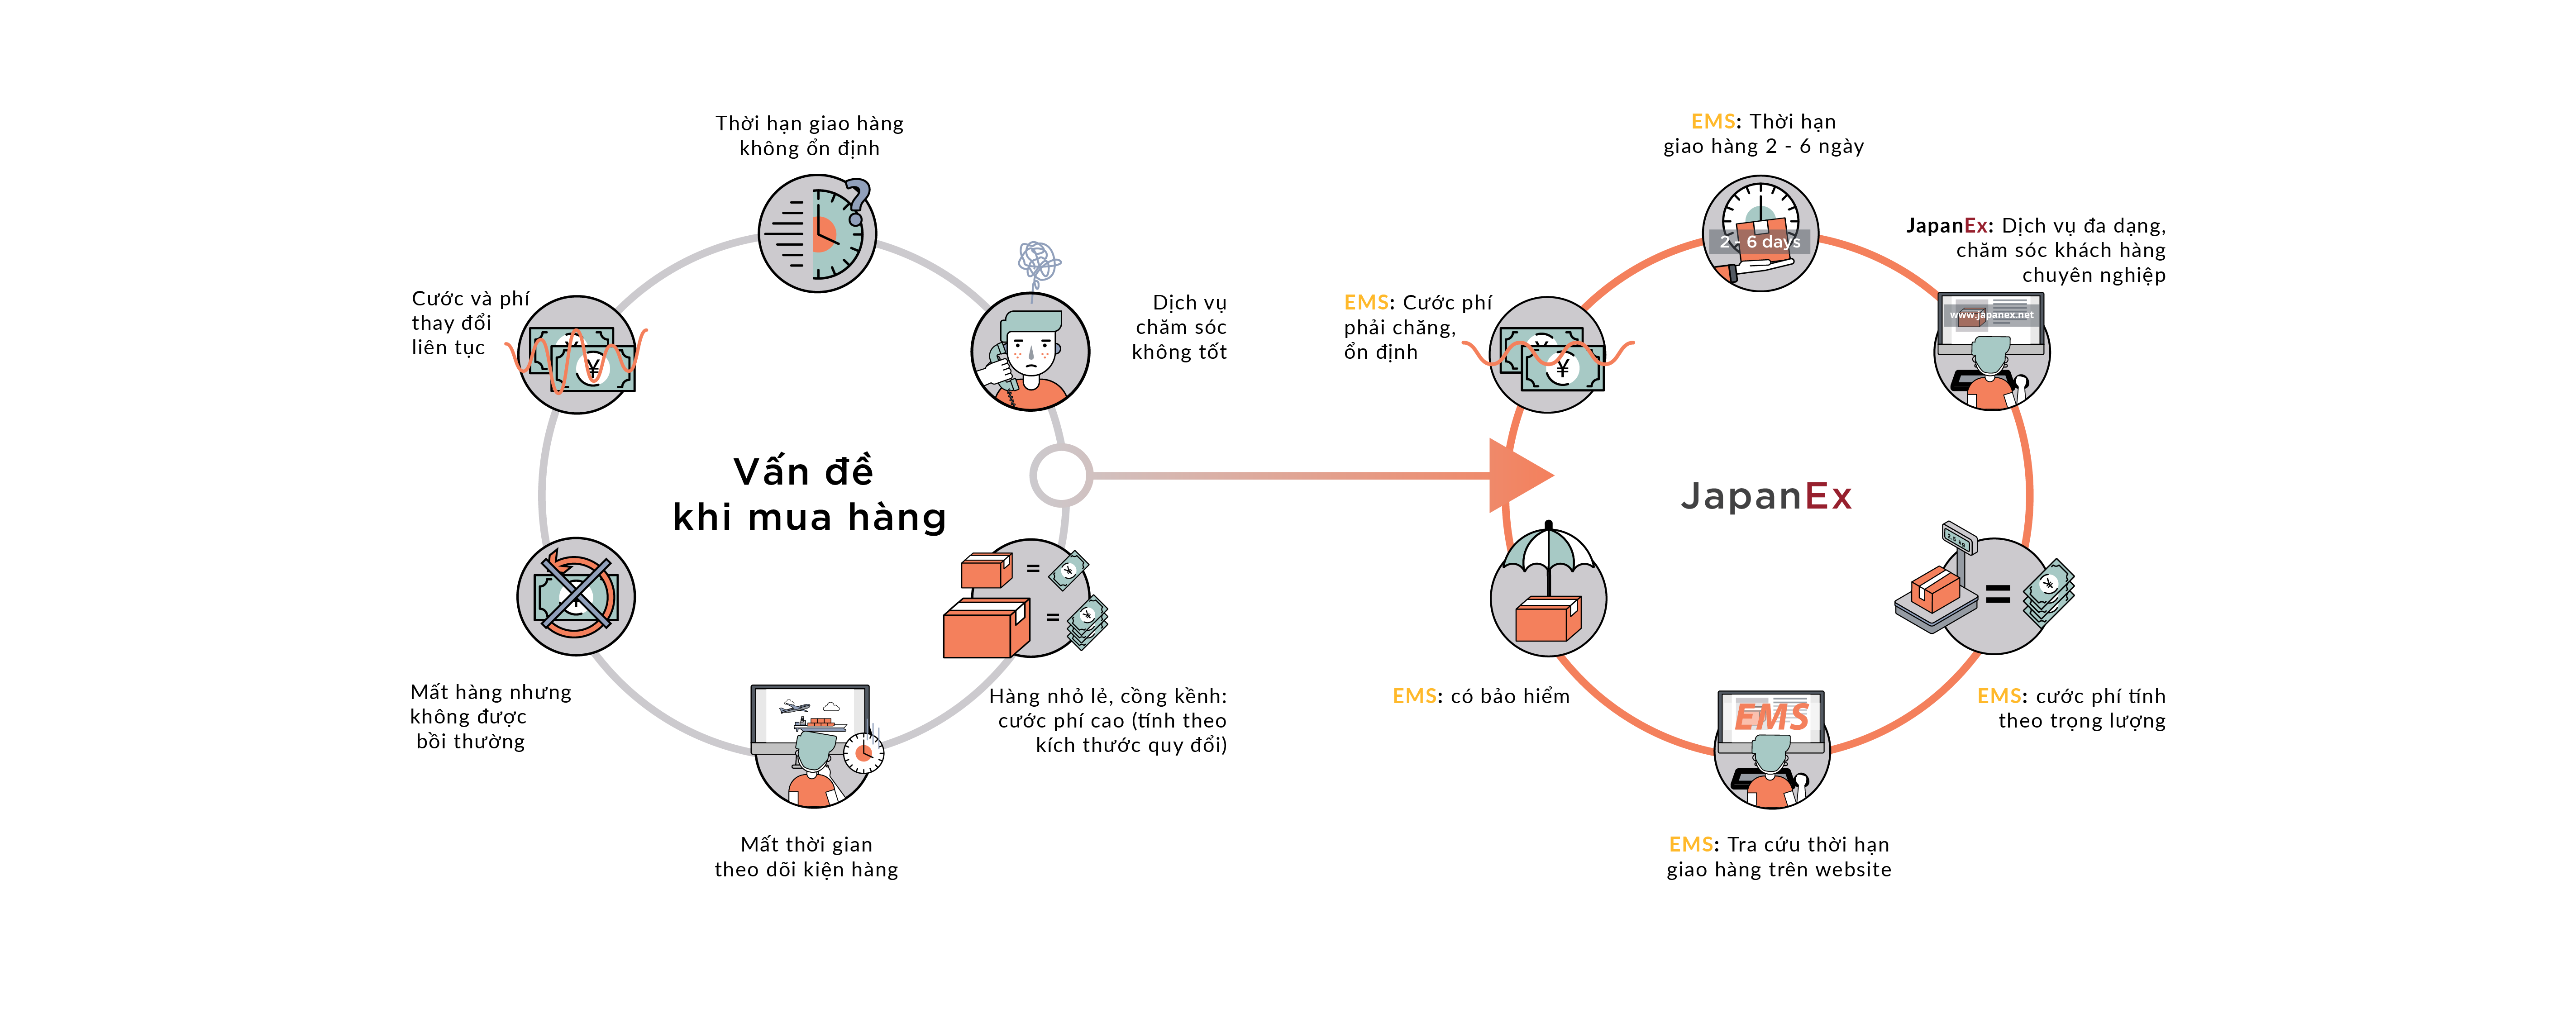 Thời hạn giao hàng
không ổn định
Dịch vụ
chăm sóc
không tốt
Cước và phí
thay đổi
liên tục
¥
Vấn đề
khi mua hàng
=
¥
=
¥
Mất hàng nhưng
không được
bồi thường
Hàng nhỏ lẻ, cồng kềnh:
cước phí cao (tính theo
kích thước quy đổi)
Mất thời gian
theo dõi kiện hàng
EMS: Thời hạn
giao hàng 2 - 6 ngày
2 - 6 days
JapanEx: Dịch vụ đa dạng,
chăm sóc khách hàng
chuyên nghiệp
www.japanex.net
EMS: Cước phí
phải chăng,
ổn định
¥
JapanEx
=
¥
EMS: có bảo hiểm
EMS: cước phí tính
theo trọng lượng
EMS
EMS: Tra cứu thời hạn
giao hàng trên website